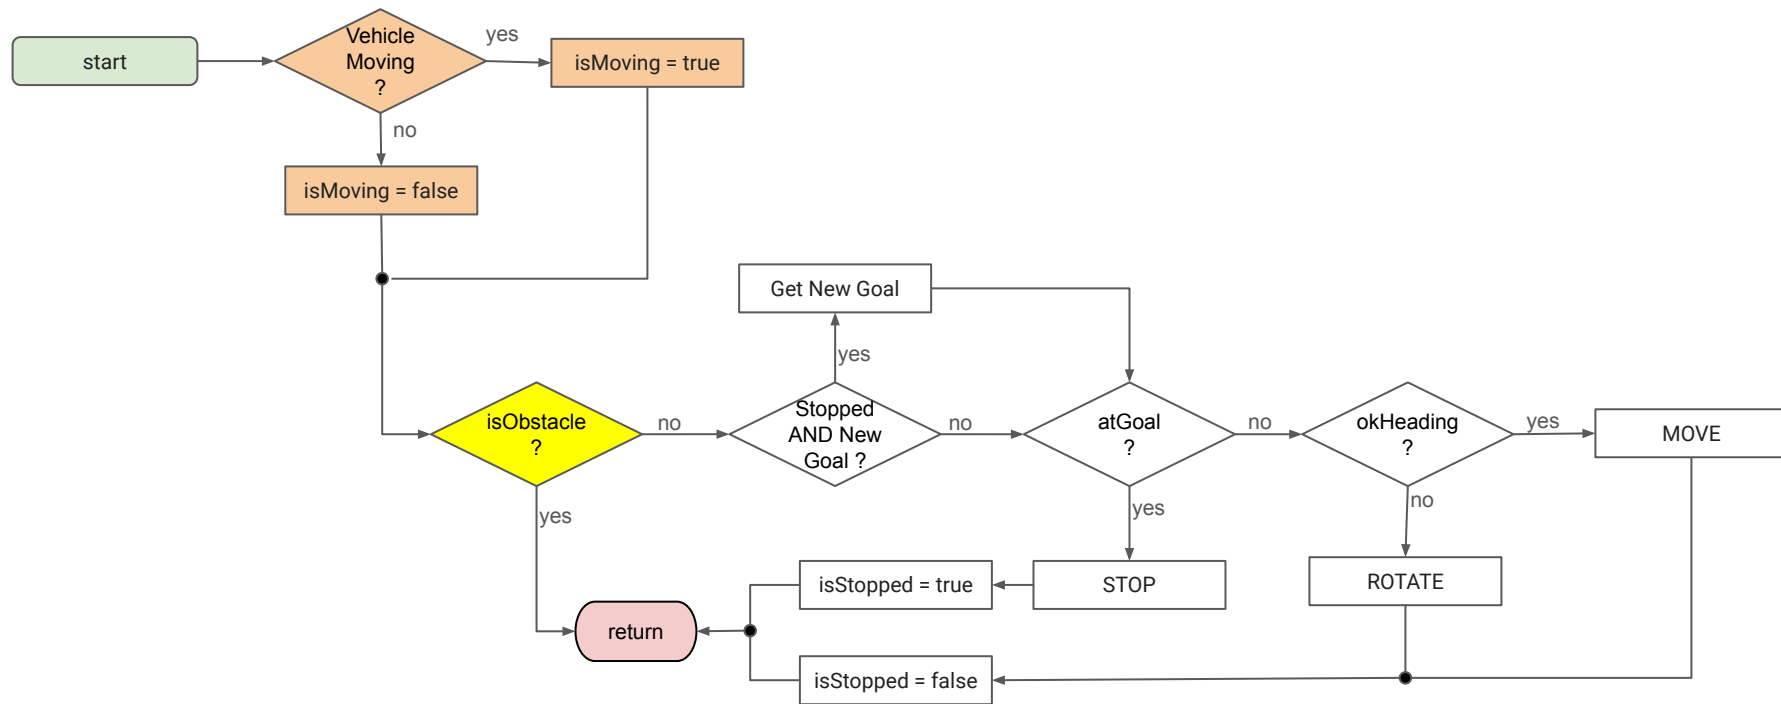 start
Vehicle
Moving
?
yes
isMoving = true
no
isMoving = false
Get New Goal
yes
isObstacle
?
no
Stopped
AND New
Goal ?
no
atGoal
?
no
okHeading
?
yes
MOVE
yes
yes
no
isStopped = true
STOP
ROTATE
return
isStopped = false